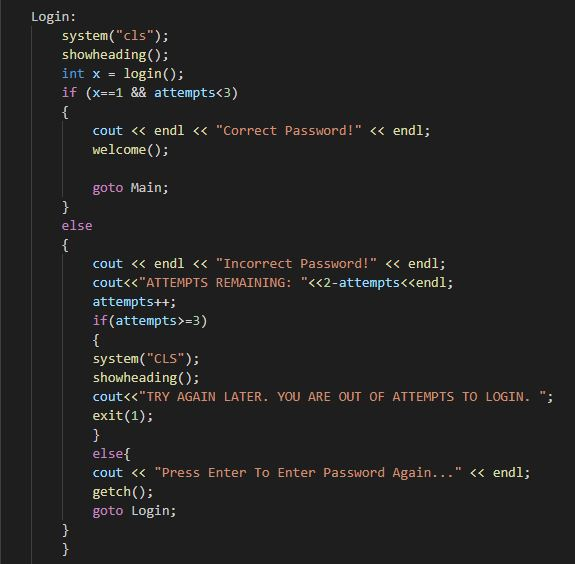 Login:
    system("cls");
    showheading();
    int x = login();
    if (x==1 && attempts<3)
    {
        cout << endl << "Correct Password!" << endl;
        welcome();

        goto Main;
    }
    else
    {
        cout << endl << "Incorrect Password!" << endl;
        cout<<"ATTEMPTS REMAINING: "<<2-attempts<<endl;
        attempts++;
        if(attempts>=3)
        {
        system("CLS");
        showheading();
        cout<<"TRY AGAIN LATER. YOU ARE OUT OF ATTEMPTS TO LOGIN. ";
        exit(1);
        }
        else{
        cout << "Press Enter To Enter Password Again..." << endl;
        getch();
        goto Login;
    }
    }